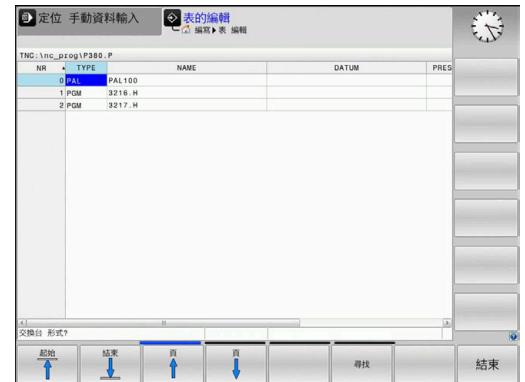 定位 手動資料輸入
表的編輯
編寫▶表 編輯
TNC:\nc_prog\P380.P
NR TYPE NAME DATUM PRES
0 PAL PAL100
1 PGM 3216.H
2 PGM 3217.H
交換台 形式?
起始 結束 頁 頁 尋找 結束